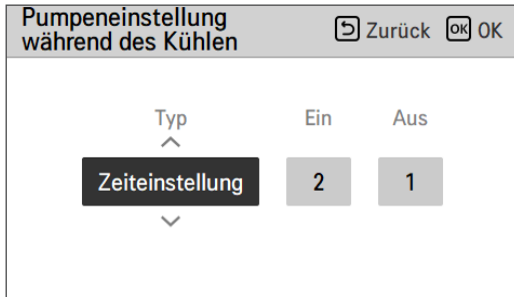 Pumpeneinstellung
während des Kühlen
Zurück OK OK
Typ Ein Aus
Zeiteinstellung 2 1